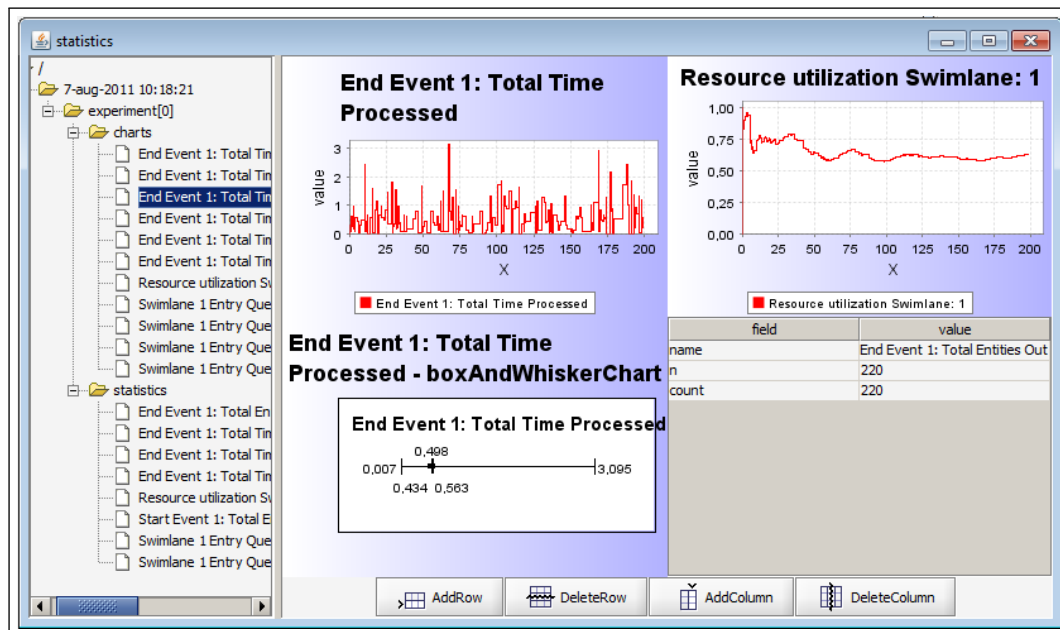 statistics
/
7-aug-2011 10:18:21
experiment[0]
charts
End Event 1: Total Tim
End Event 1: Total Tim
End Event 1: Total Tim
End Event 1: Total Tim
End Event 1: Total Tim
End Event 1: Total Tim
Resource utilization Sw
Swimlane 1 Entry Que
Swimlane 1 Entry Que
Swimlane 1 Entry Que
Swimlane 1 Entry Que
statistics
End Event 1: Total En
End Event 1: Total Tim
End Event 1: Total Tim
End Event 1: Total Tim
Resource utilization Sw
Start Event 1: Total E
Swimlane 1 Entry Que
Swimlane 1 Entry Que
End Event 1: Total Time
Processed
value
3
2
1
0
0 25 50 75 100 125 150 175 200
X
End Event 1: Total Time Processed
Resource utilization Swimlane: 1
value
1,00
0,75
0,50
0,25
0,00
0 25 50 75 100 125 150 175 200
X
Resource utilization Swimlane: 1
End Event 1: Total Time
Processed - boxAndWhiskerChart
End Event 1: Total Time Processed
0,498
0,007 3,095
0,434 0,563
field value
name End Event 1: Total Entities Out
n 220
count 220
AddRow DeleteRow AddColumn DeleteColumn